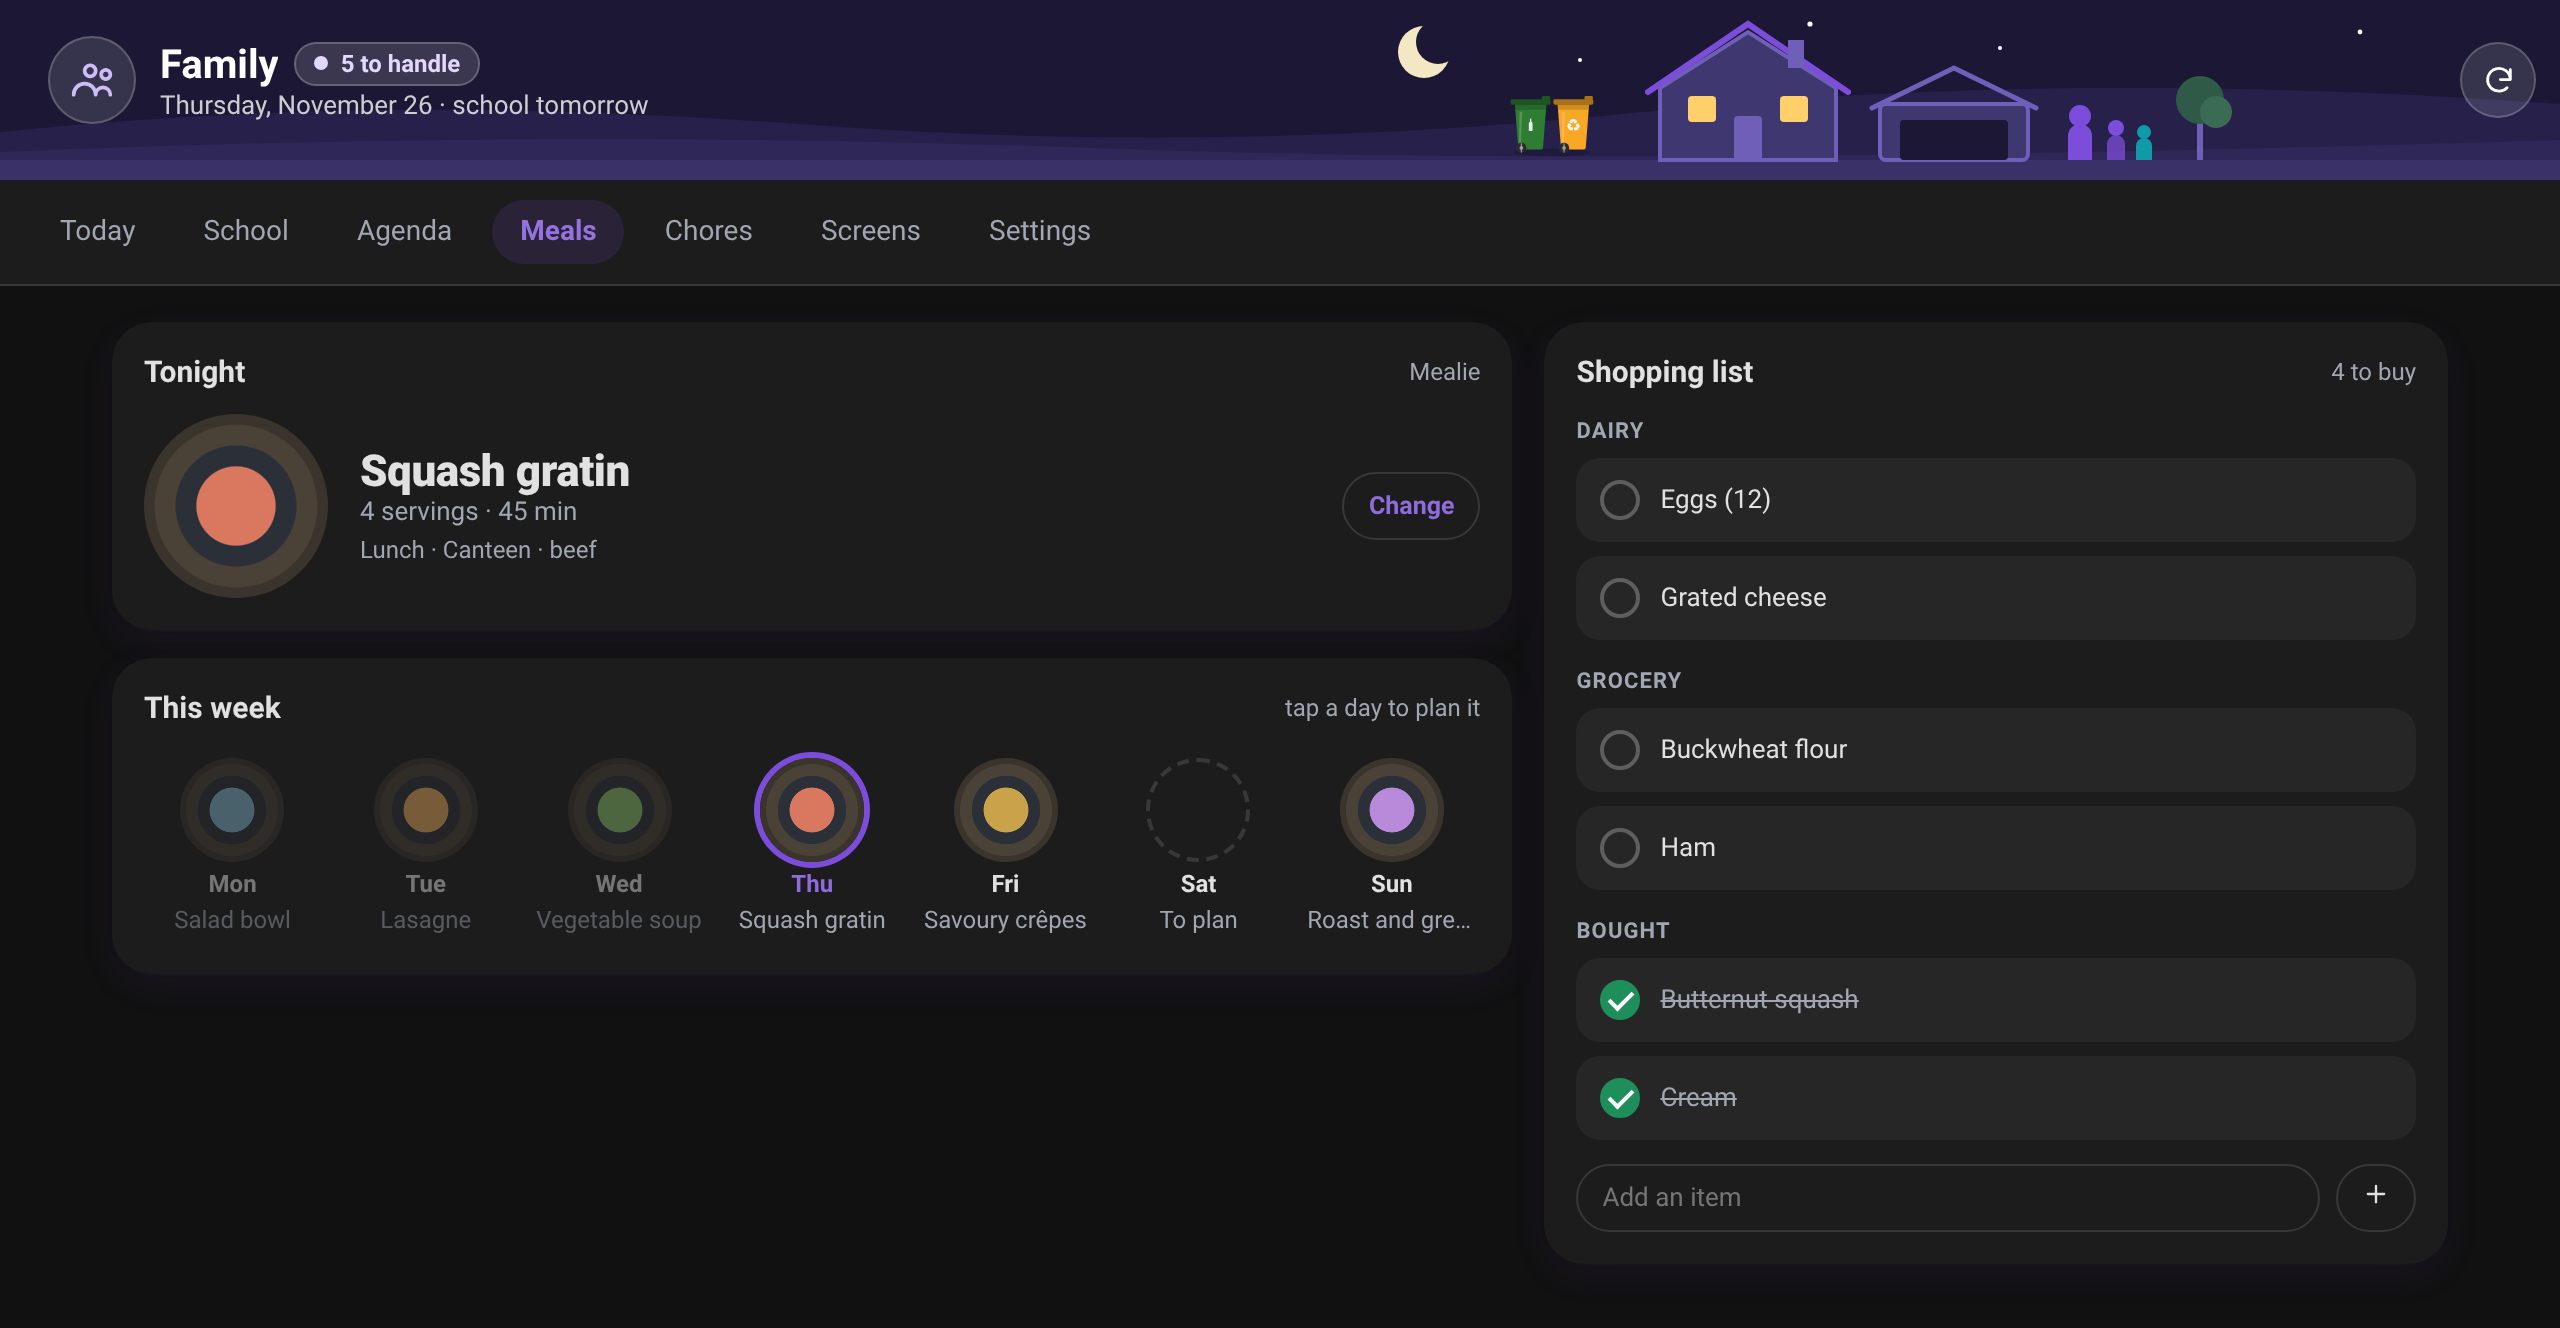 Family
5 to handle
Thursday, November 26 · school tomorrow
Today
School
Agenda
Meals
Chores
Screens
Settings
Tonight
Mealie
Squash gratin
4 servings · 45 min
Lunch · Canteen · beef
Change
This week
tap a day to plan it
Mon
Salad bowl
Tue
Lasagne
Wed
Vegetable soup
Thu
Squash gratin
Fri
Savoury crêpes
Sat
To plan
Sun
Roast and gre...
Shopping list
4 to buy
DAIRY
Eggs (12)
Grated cheese
GROCERY
Buckwheat flour
Ham
BOUGHT
Butternut squash
Cream
Add an item
+